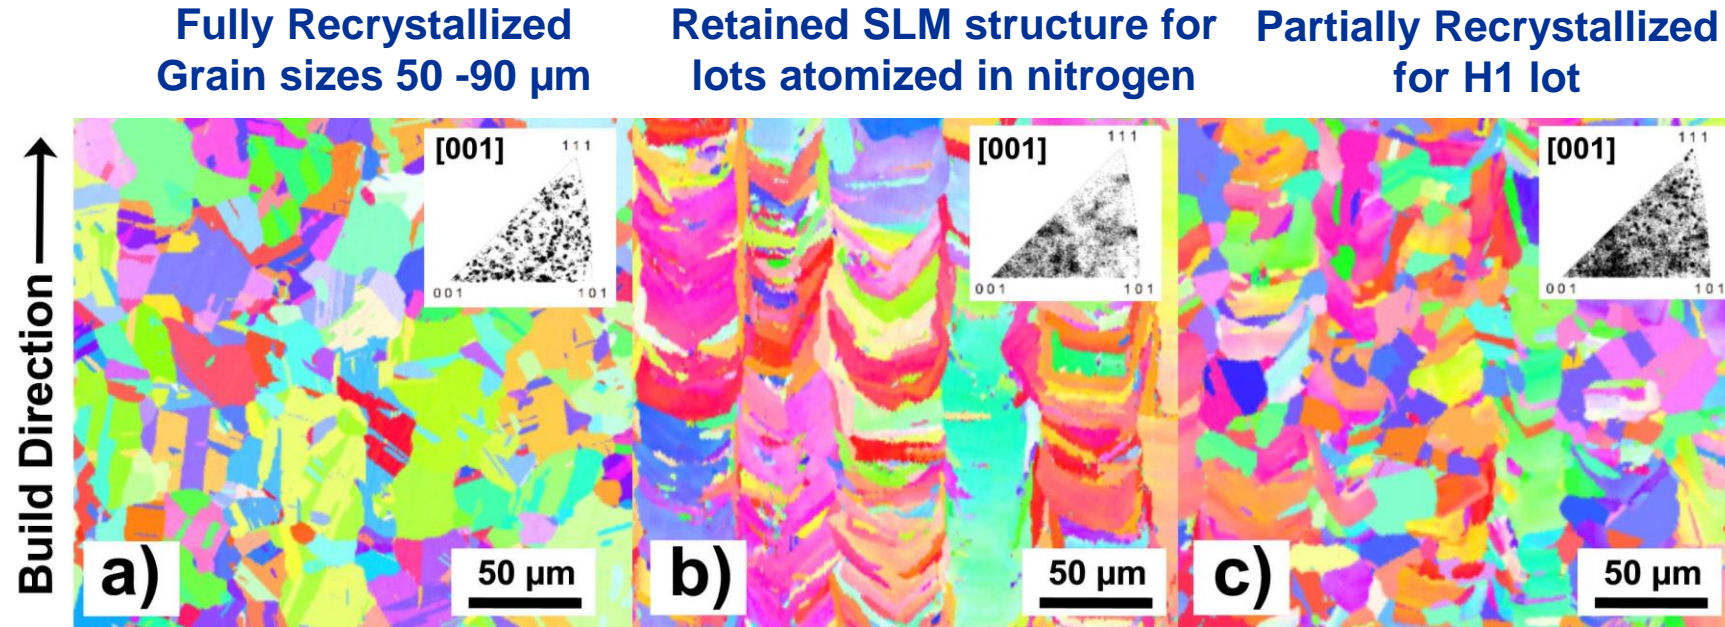 Fully Recrystallized
Grain sizes 50 -90 µm
Retained SLM structure for
lots atomized in nitrogen
Partially Recrystallized
for H1 lot
Build Direction
[001]
111
001
101
a)
50 µm
[001]
111
001
101
b)
50 µm
[001]
111
001
101
c)
50 µm